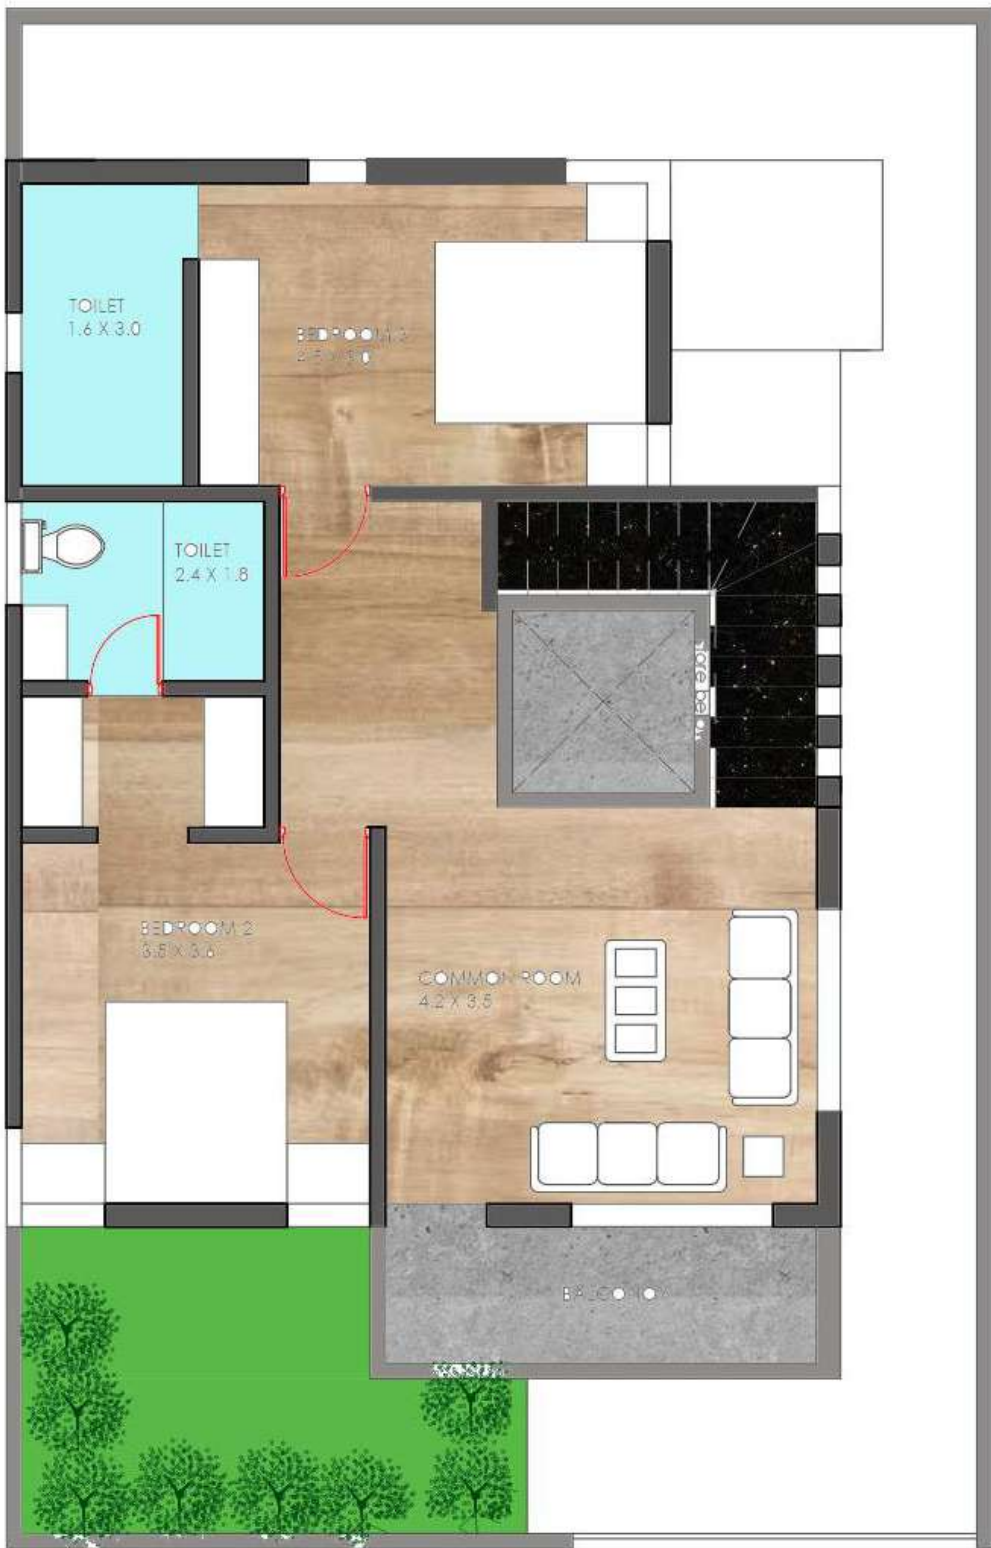 TOILET
1.6 X 3.0
BEDROOM
TOILET
2.4 X 1.8
BEDROOM 2
3.5 X 3.6
COMMON ROOM
4.2 X 3.5
BALCONY